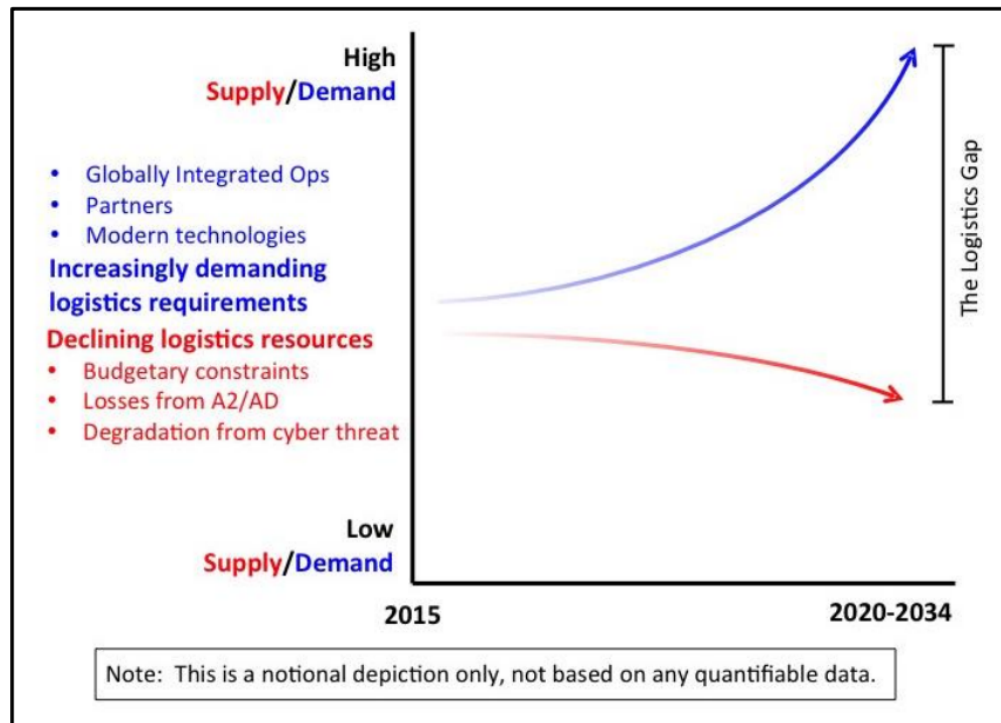 High
Supply/Demand
• Globally Integrated Ops
• Partners
• Modern technologies
Increasingly demanding
logistics requirements
Declining logistics resources
• Budgetary constraints
• Losses from A2/AD
• Degradation from cyber threat
Low
Supply/Demand
The Logistics Gap
2015
2020-2034
Note: This is a notional depiction only, not based on any quantifiable data.